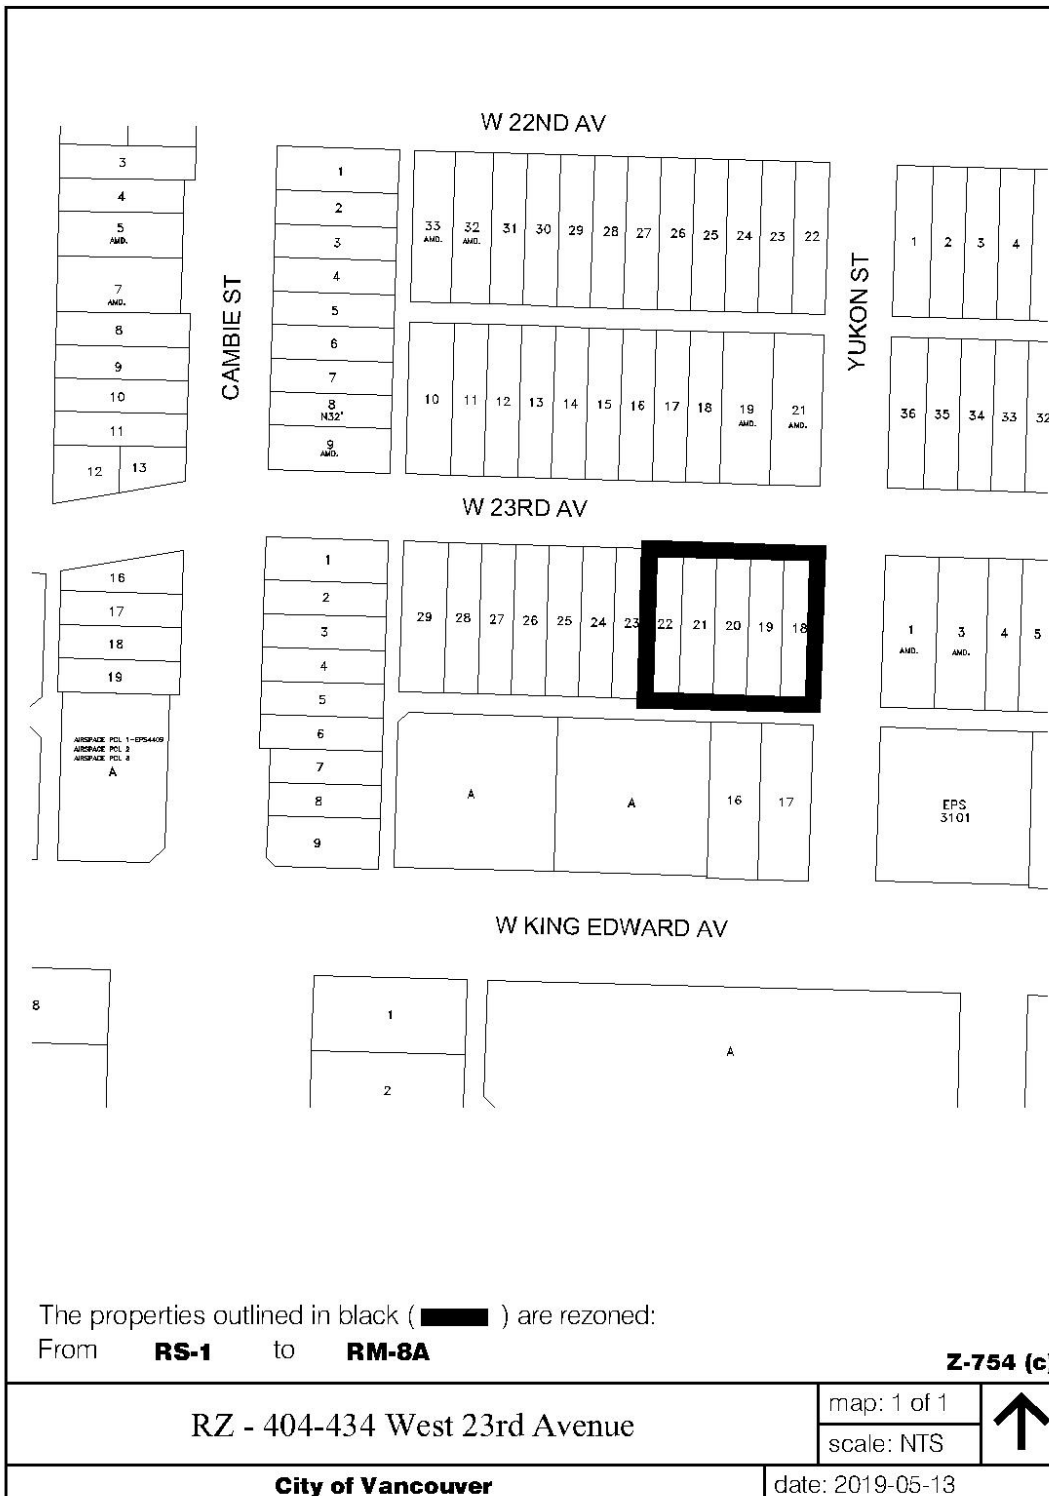 W 22ND AV
3
4
5
AMD.
7
AMD.
8
9
10
11
12 13
CAMBIE ST
1
2
3
4
5
6
7
8
N32'
9
AMD.
33 32 31 30 29 28 27 26 25 24 23 22
AMD. AMD.
10 11 12 13 14 15 16 17 18 19 21
AMD. AMD.
YUKON ST
1 2 3 4
36 35 34 33 32
W 23RD AV
16
17
18
19
AIRSPACE PCL 1-EPS4409
AIRSPACE PCL 2
AIRSPACE PCL 3
A
1
2
3
4
5
6
7
8
9
29 28 27 26 25 24 23 22 21 20 19 18
A A 16 17
1 3 4 5
AMD. AMD.
EPS
3101
W KING EDWARD AV
8
1
2
A
The properties outlined in black ( ) are rezoned:
From RS-1 to RM-8A
Z-754 (c)
RZ - 404-434 West 23rd Avenue
map: 1 of 1
scale: NTS
City of Vancouver
date: 2019-05-13